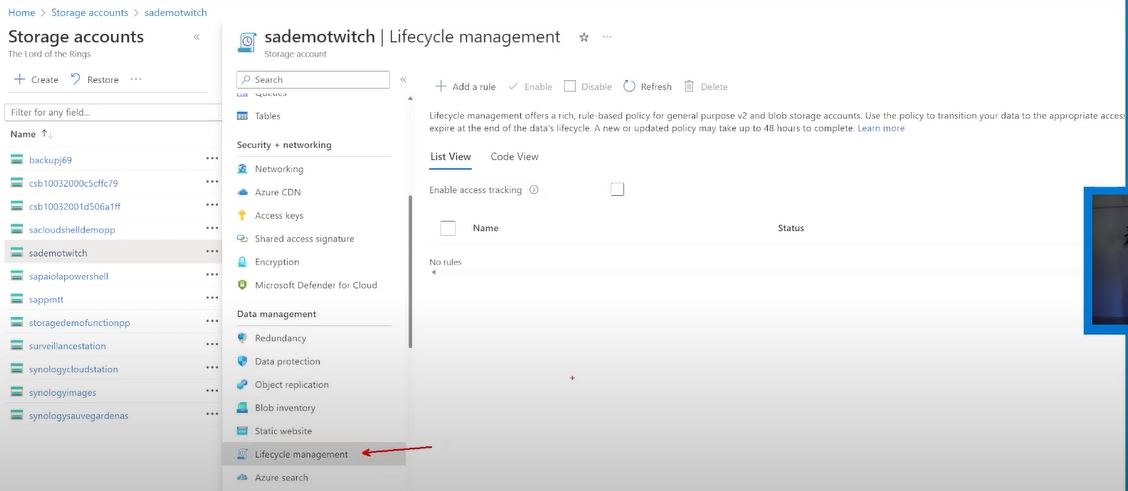 Home > Storage accounts > sademotwitch
Storage accounts
The Lord of the Rings
Create
Restore
Filter for any field...
Name
backupj69
csb10032000c5cffc79
csb10032001d506a1ff
sacloudshelldemopp
sademotwitch
sapaiolapowershell
sappmtt
storagedemofunctionpp
surveillancestation
synologycloudstation
synologyimages
synologysauvegardenas
sademotwitch | Lifecycle management
Storage account
Search
Queues
Tables
Security + networking
Networking
Azure CDN
Access keys
Shared access signature
Encryption
Microsoft Defender for Cloud
Data management
Redundancy
Data protection
Object replication
Blob inventory
Static website
Lifecycle management
Azure search
Add a rule
Enable
Disable
Refresh
Delete
Lifecycle management offers a rich, rule-based policy for general purpose v2 and blob storage accounts. Use the policy to transition your data to the appropriate access
expire at the end of the data's lifecycle. A new or updated policy may take up to 48 hours to complete. Learn more
List View
Code View
Enable access tracking
Name
Status
No rules